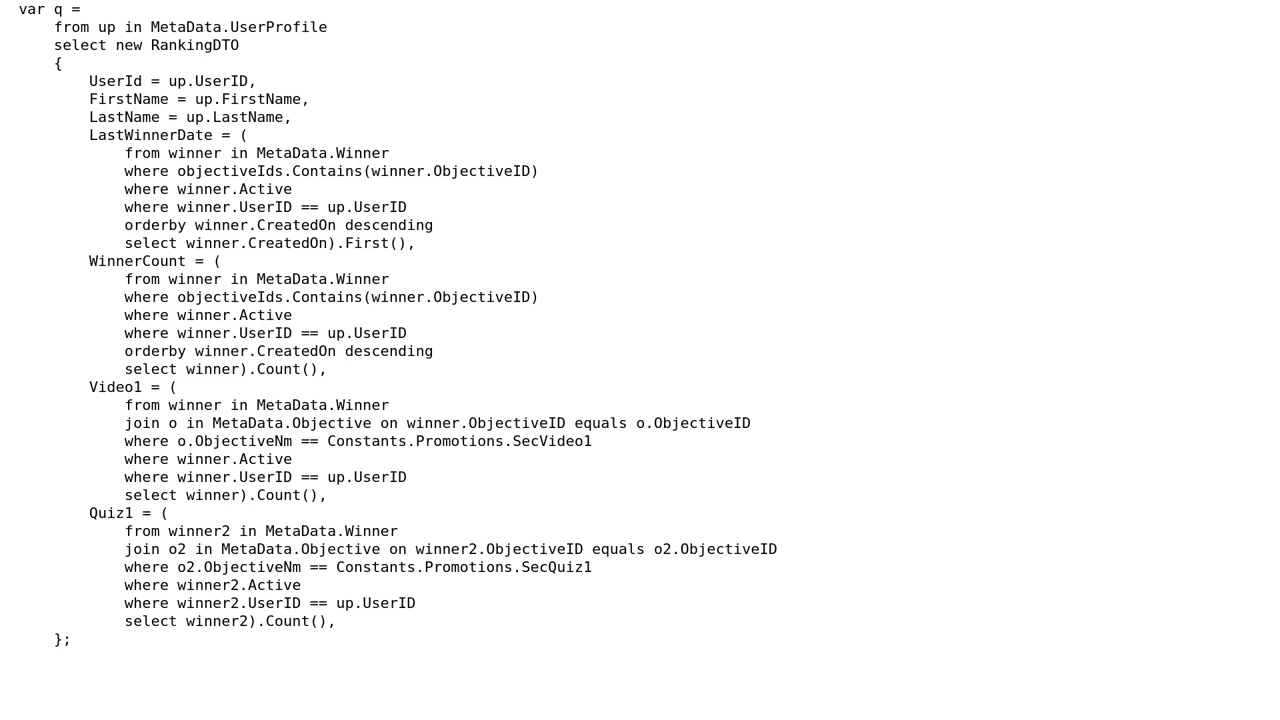 var q =
    from up in MetaData.UserProfile
    select new RankingDTO
    {
        UserId = up.UserID,
        FirstName = up.FirstName,
        LastName = up.LastName,
        LastWinnerDate = (
            from winner in MetaData.Winner
            where objectiveIds.Contains(winner.ObjectiveID)
            where winner.Active
            where winner.UserID == up.UserID
            orderby winner.CreatedOn descending
            select winner.CreatedOn).First(),
        WinnerCount = (
            from winner in MetaData.Winner
            where objectiveIds.Contains(winner.ObjectiveID)
            where winner.Active
            where winner.UserID == up.UserID
            orderby winner.CreatedOn descending
            select winner).Count(),
        Video1 = (
            from winner in MetaData.Winner
            join o in MetaData.Objective on winner.ObjectiveID equals o.ObjectiveID
            where o.ObjectiveNm == Constants.Promotions.SecVideo1
            where winner.Active
            where winner.UserID == up.UserID
            select winner).Count(),
        Quiz1 = (
            from winner2 in MetaData.Winner
            join o2 in MetaData.Objective on winner2.ObjectiveID equals o2.ObjectiveID
            where o2.ObjectiveNm == Constants.Promotions.SecQuiz1
            where winner2.Active
            where winner2.UserID == up.UserID
            select winner2).Count(),
    };